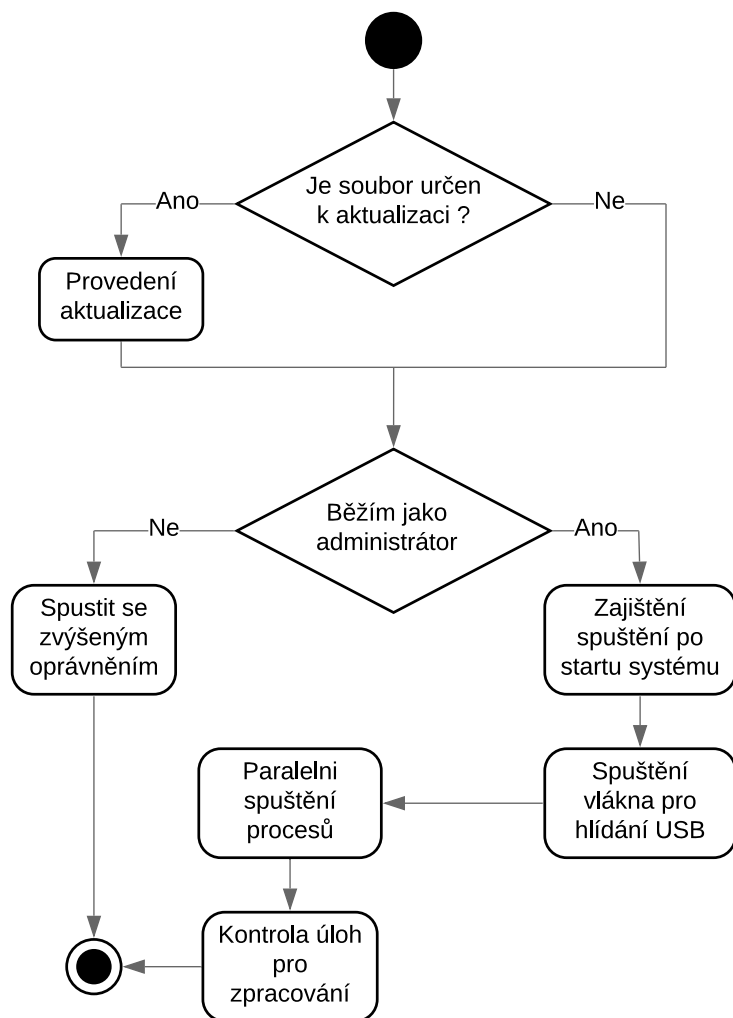 Je soubor určen
k aktualizaci ?
Ano
Ne
Provedení
aktualizace
Běžím jako
administrátor
Ne
Ano
Spustit se
zvýšeným
oprávněním
Zajištění
spuštění po
startu systému
Paralelni
spuštění
procesů
Spuštění
vlákna pro
hlídání USB
Kontrola úloh
pro
zpracování